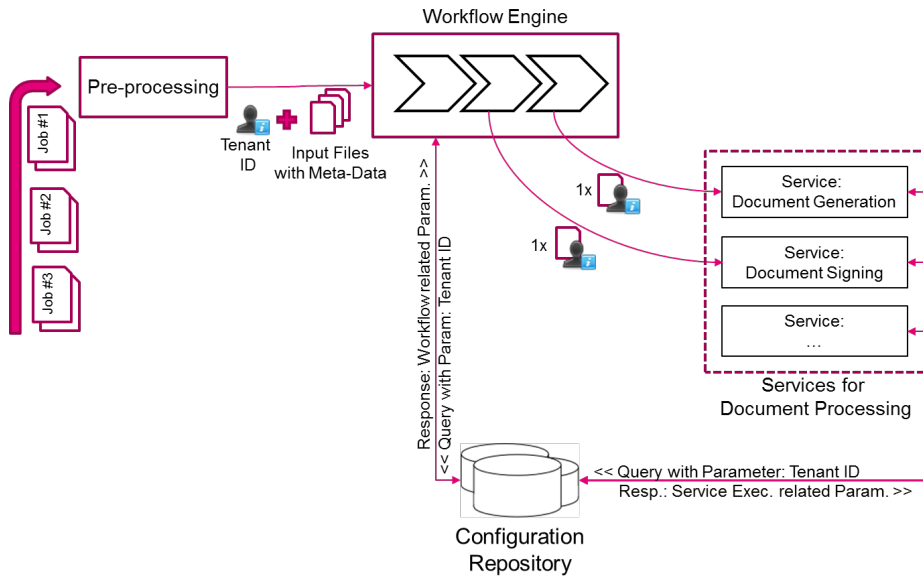 Workflow Engine
Pre-processing
Job #1
Job #2
Job #3
Tenant
ID
Input Files
with Meta-Data
Response: Workflow related Param. >>
<< Query with Param: Tenant ID
1x
1x
Service:
Document Generation
Service:
Document Signing
Service:
…
Services for
Document Processing
<< Query with Parameter: Tenant ID
Resp.: Service Exec. related Param. >>
Configuration
Repository